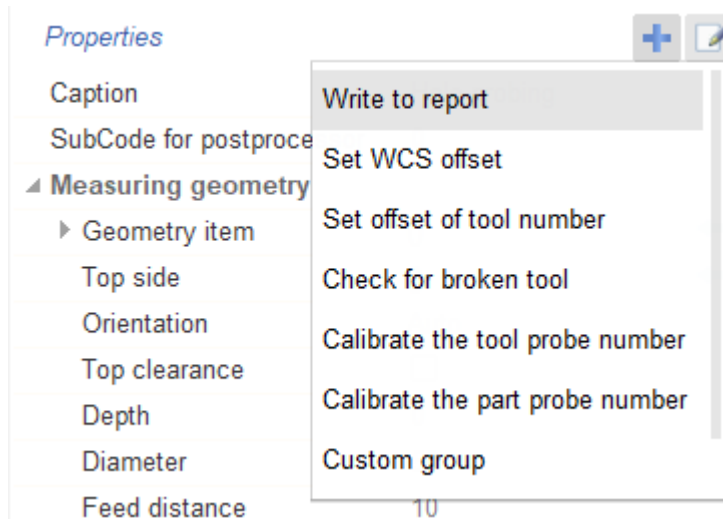 Properties
Caption
SubCode for postproce
Measuring geometry
Geometry item
Top side
Orientation
Top clearance
Depth
Diameter
Feed distance
10
Write to report
Set WCS offset
Set offset of tool number
Check for broken tool
Calibrate the tool probe number
Calibrate the part probe number
Custom group